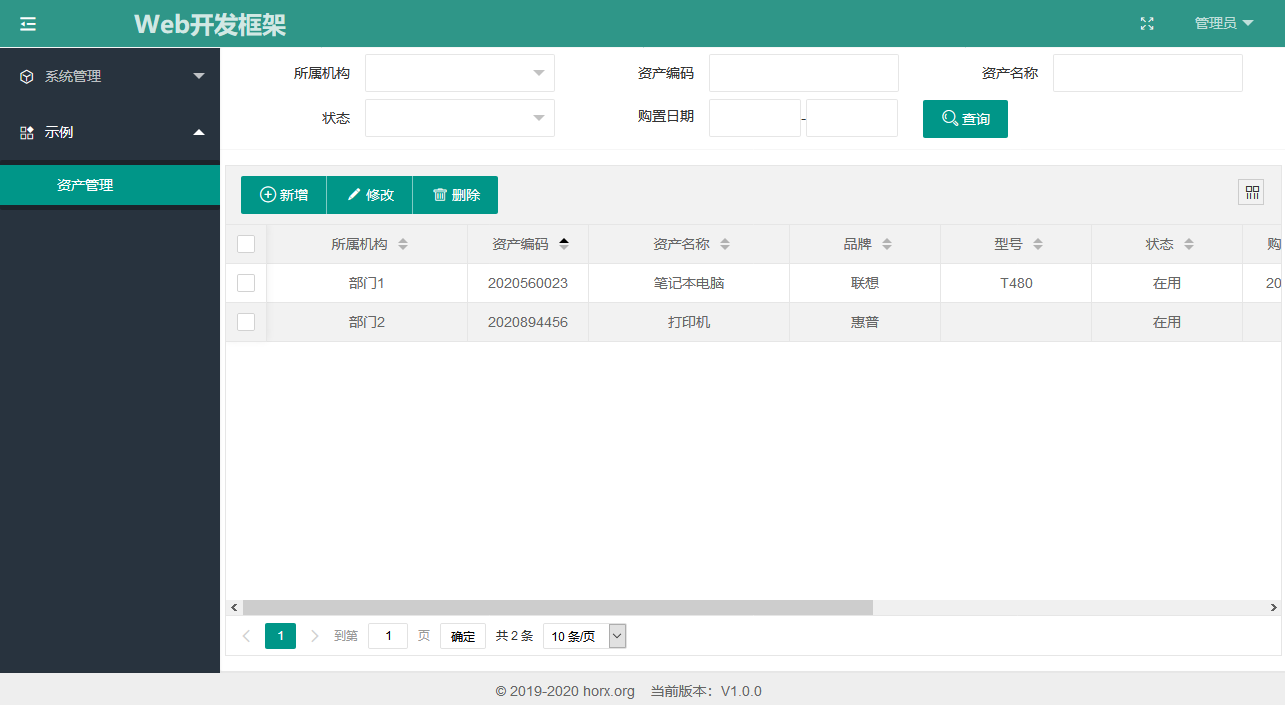 Web开发框架 管理员
系统管理
示例
资产管理
所属机构 资产编码 资产名称
状态 购置日期 - 查询
新增 修改 删除
所属机构 资产编码 资产名称 品牌 型号 状态 购
部门1 2020560023 笔记本电脑 联想 T480 在用 20
部门2 2020894456 打印机 惠普 在用
1 到第 1 页 确定 共 2 条 10 条/页
© 2019-2020 horx.org 当前版本：V1.0.0